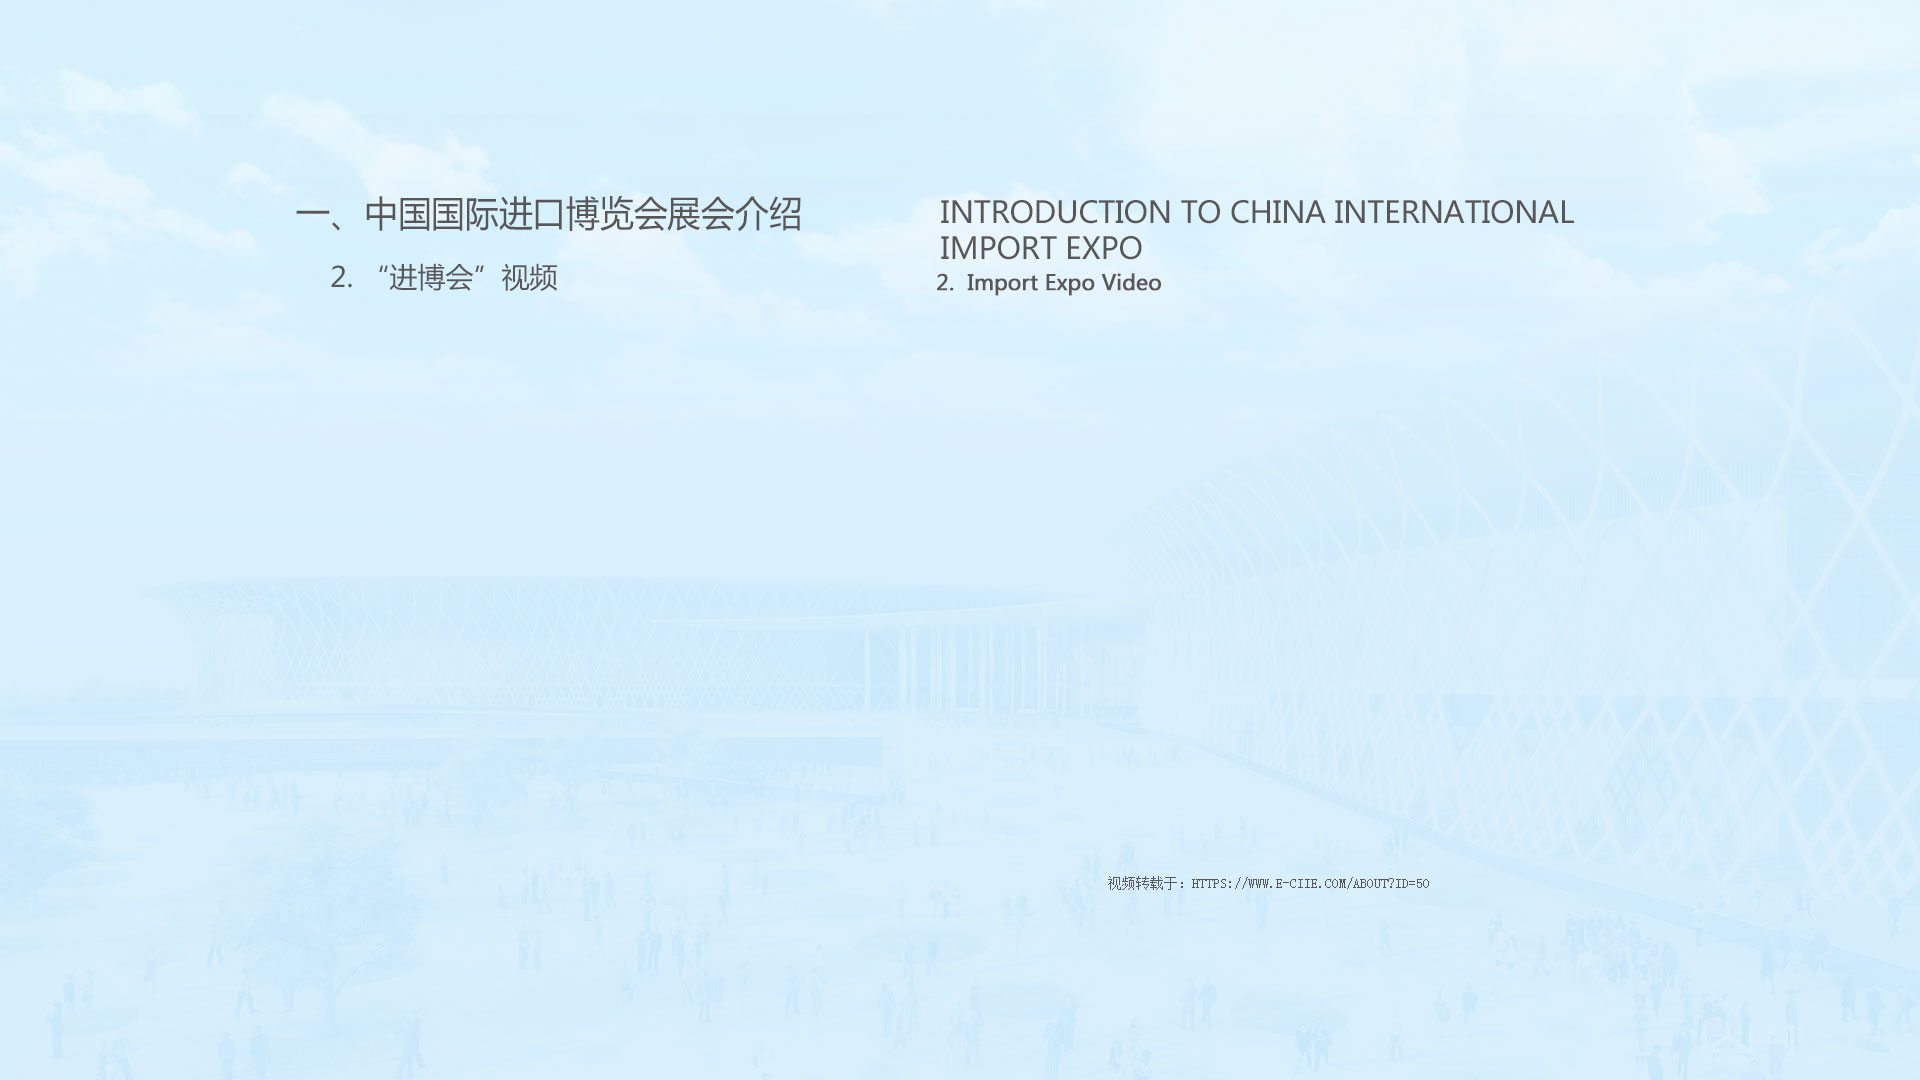 一、中国国际进口博览会展会介绍
2. “进博会”视频
INTRODUCTION TO CHINA INTERNATIONAL
IMPORT EXPO
2. Import Expo Video
视频转载于：HTTPS://WWW.E-CIIE.COM/ABOUT?ID=50